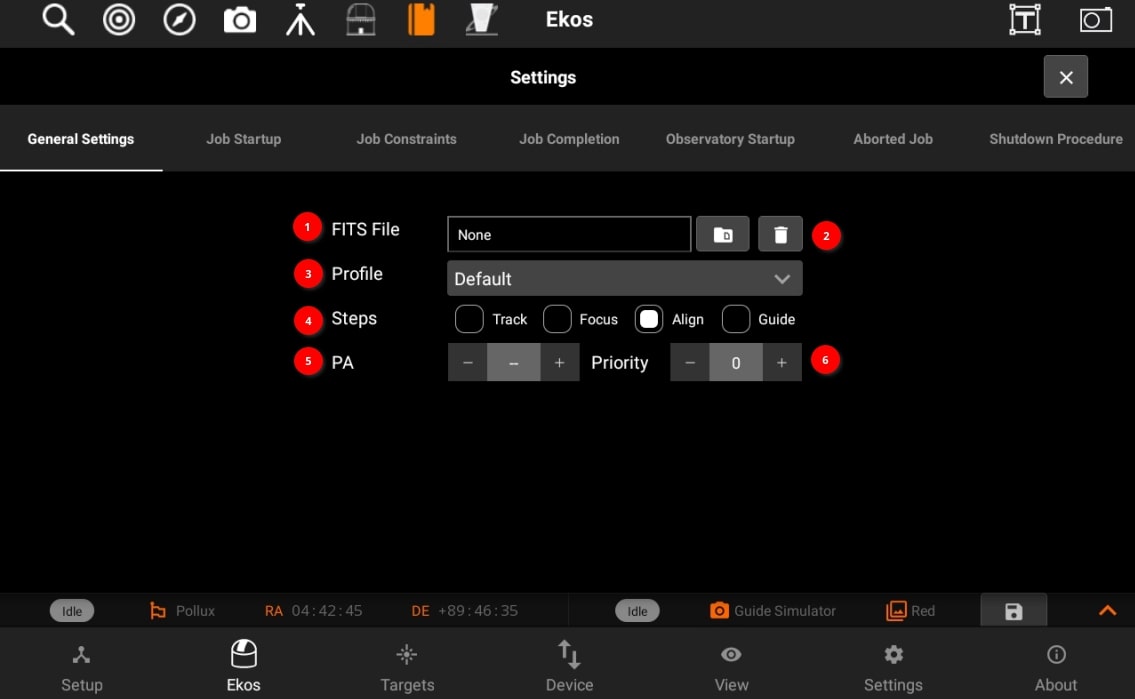 Ekos
T
Settings
General Settings Job Startup Job Constraints Job Completion Observatory Startup Aborted Job Shutdown Procedure
1 FITS File None 2
3 Profile Default
4 Steps Track Focus Align Guide
5 PA − -- + Priority − 0 + 6
Idle Pollux RA 04:42:45 DE +89:46:35 Idle Guide Simulator Red
Setup Ekos Targets Device View Settings About